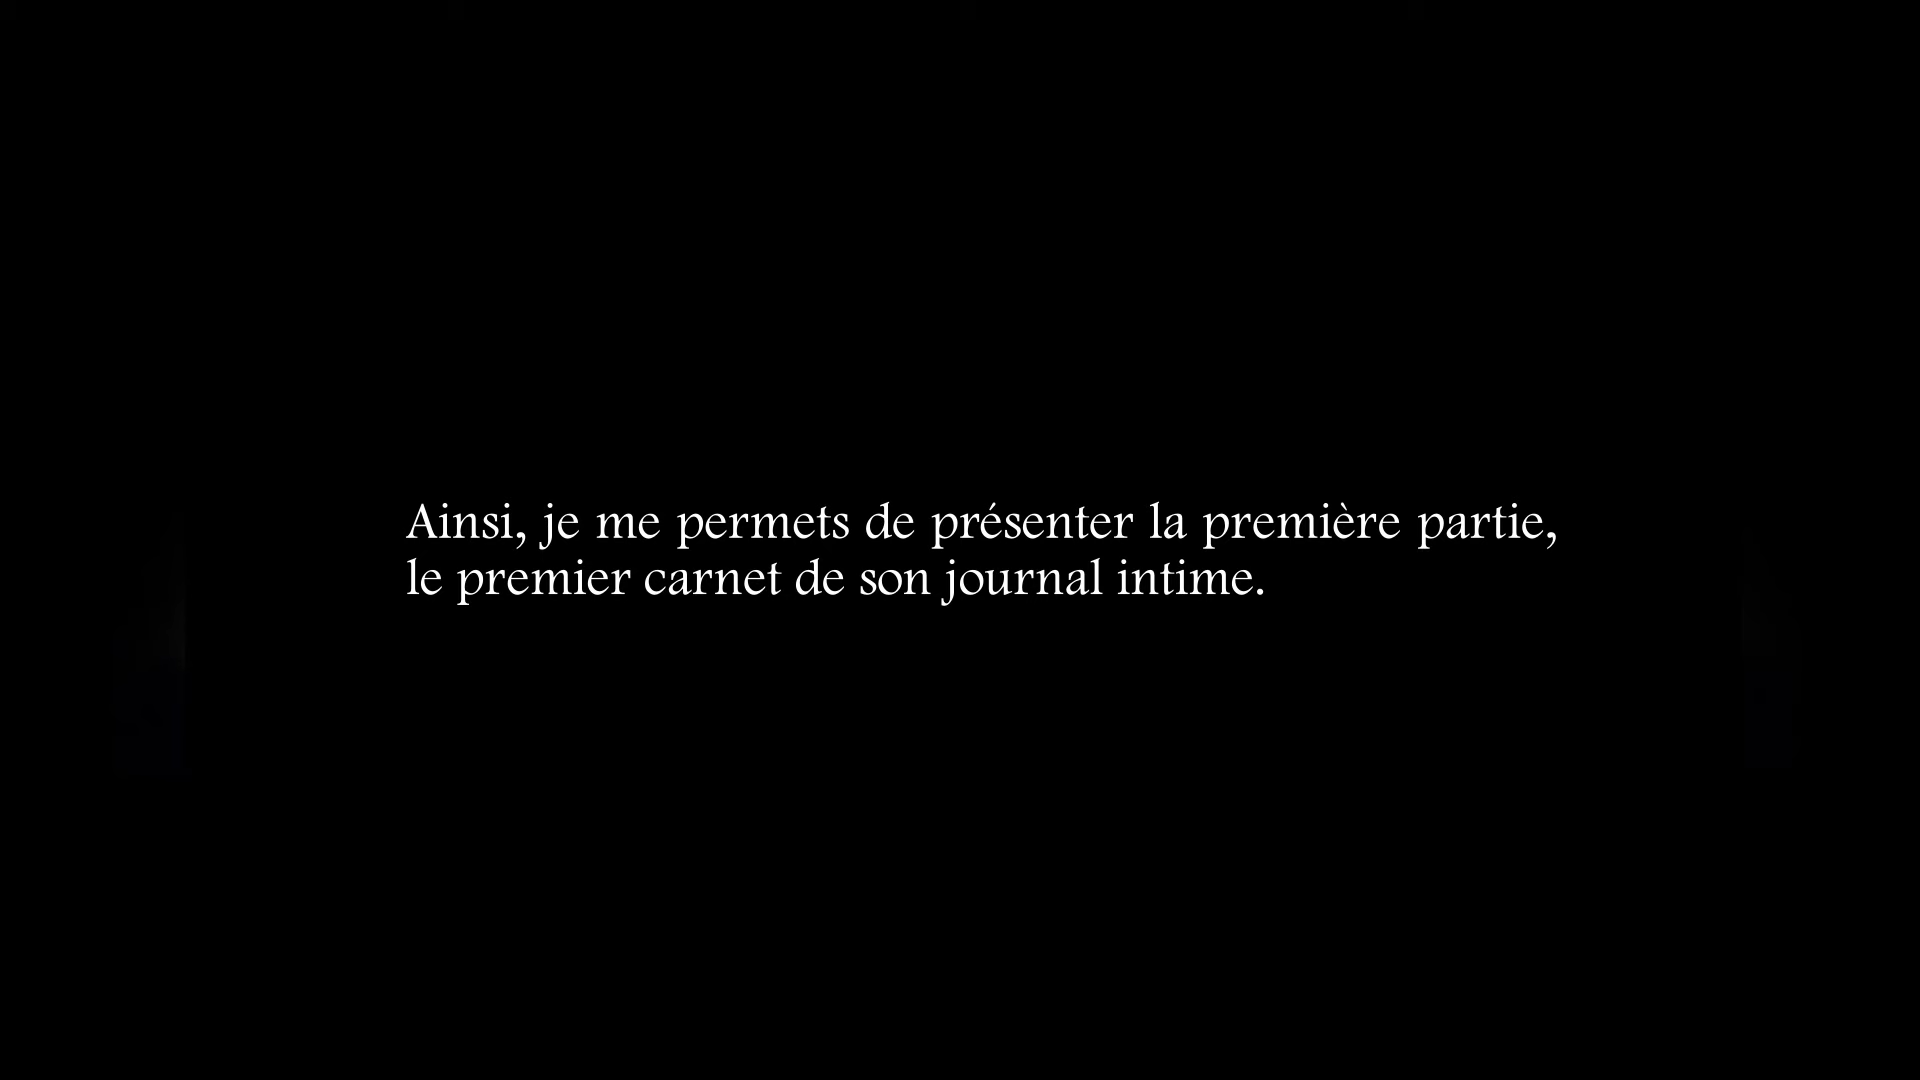 Ainsi, je me permets de présenter la première partie,
le premier carnet de son journal intime.